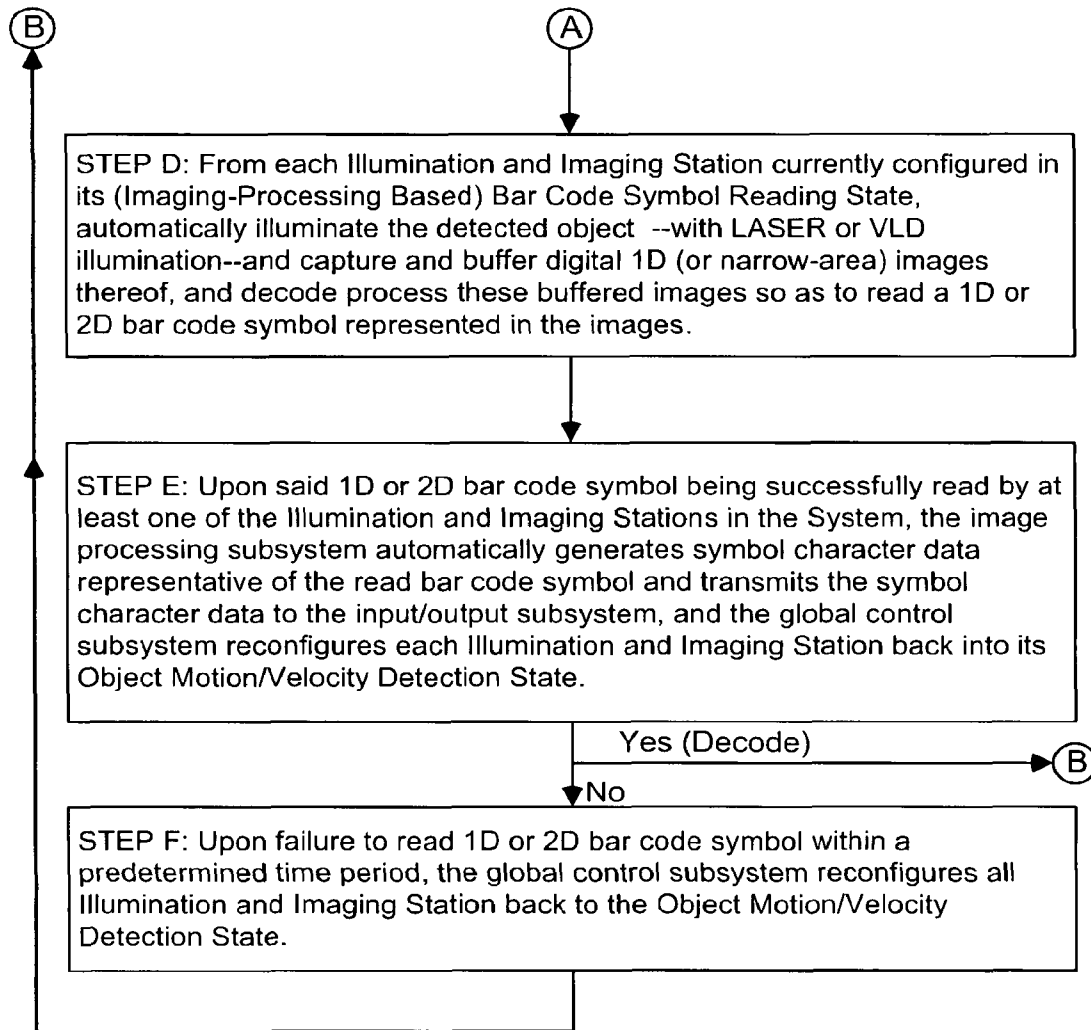 B
A
STEP D: From each Illumination and Imaging Station currently configured in
its (Imaging-Processing Based) Bar Code Symbol Reading State,
automatically illuminate the detected object --with LASER or VLD
illumination--and capture and buffer digital 1D (or narrow-area) images
thereof, and decode process these buffered images so as to read a 1D or
2D bar code symbol represented in the images.
STEP E: Upon said 1D or 2D bar code symbol being successfully read by at
least one of the Illumination and Imaging Stations in the System, the image
processing subsystem automatically generates symbol character data
representative of the read bar code symbol and transmits the symbol
character data to the input/output subsystem, and the global control
subsystem reconfigures each Illumination and Imaging Station back into its
Object Motion/Velocity Detection State.
Yes (Decode)
B
No
STEP F: Upon failure to read 1D or 2D bar code symbol within a
predetermined time period, the global control subsystem reconfigures all
Illumination and Imaging Station back to the Object Motion/Velocity
Detection State.